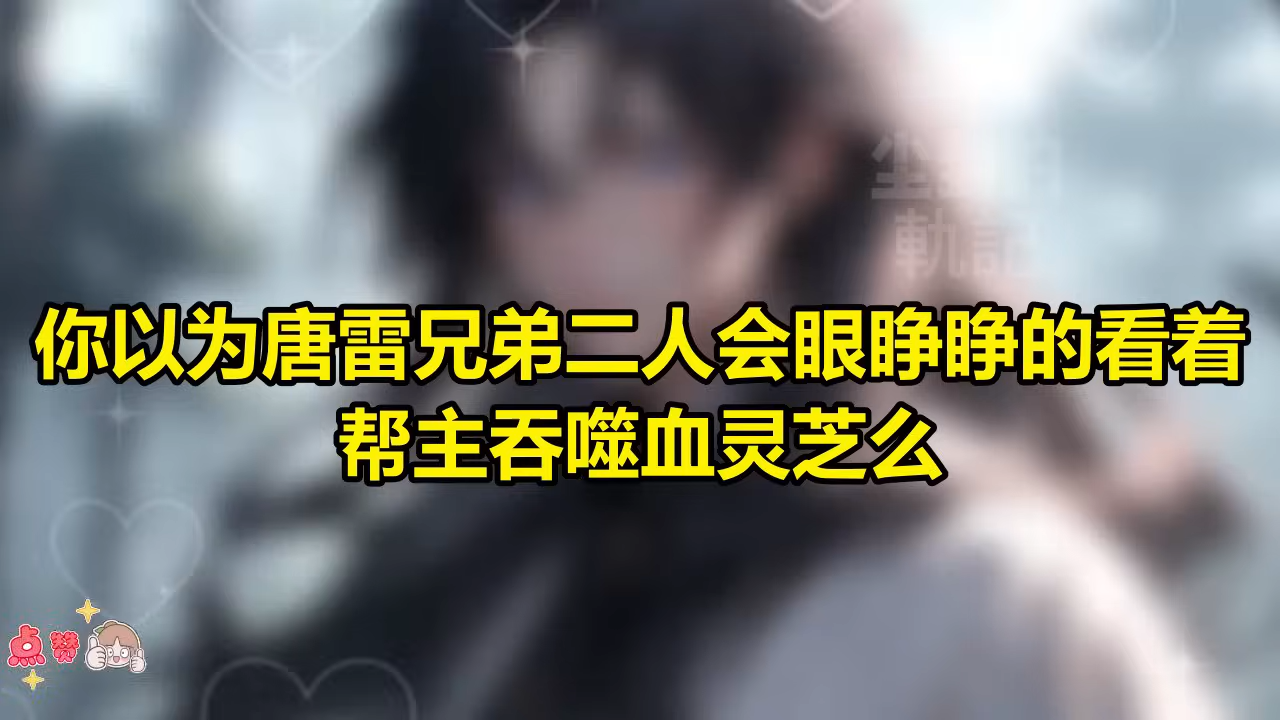 你以为唐雷兄弟二人会眼睁睁的看着
帮主吞噬血灵芝么
点赞